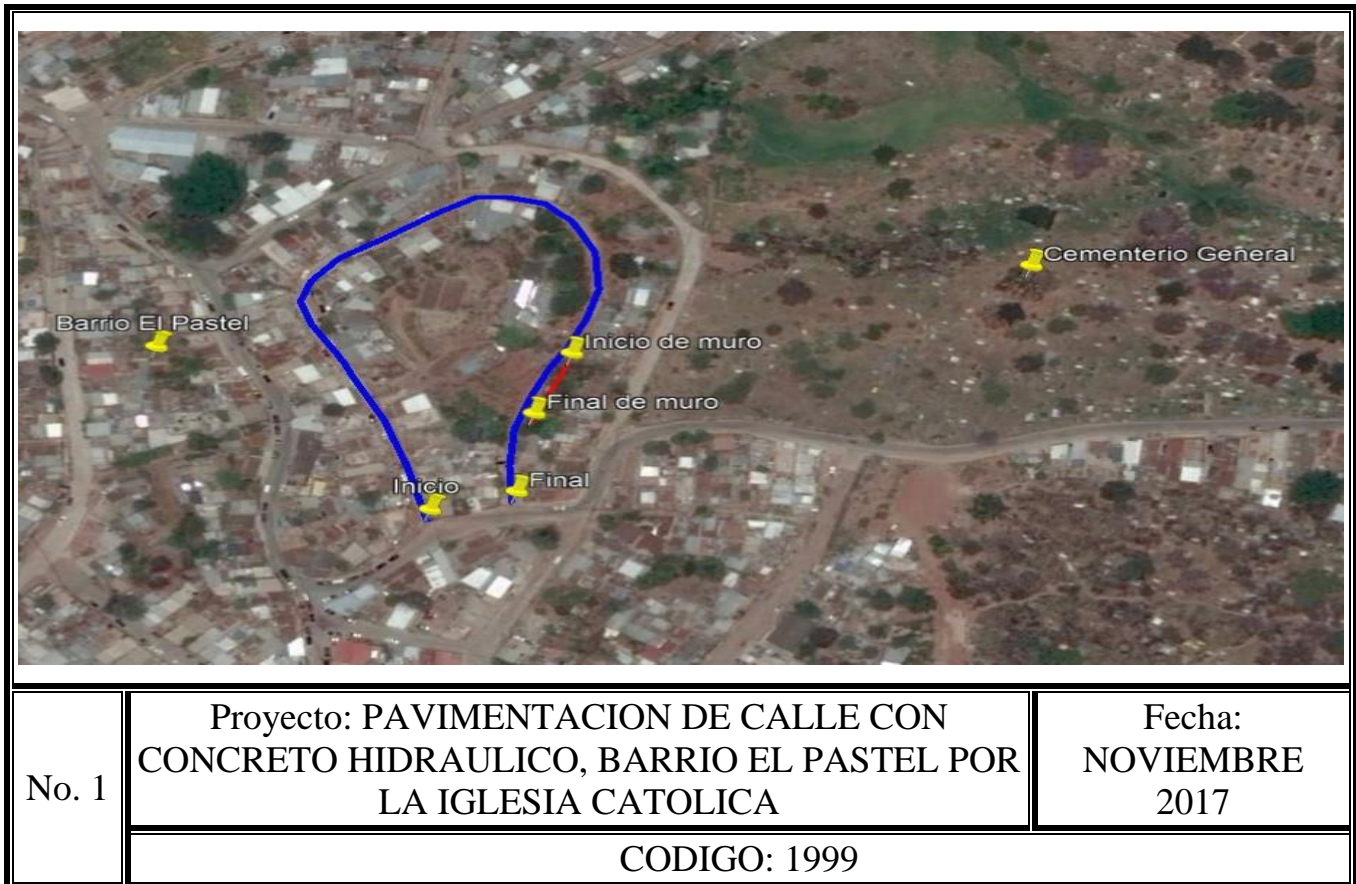 Cementerio General
Barrio El Pastel
Inicio de muro
Final de muro
Inicio
Final
No. 1
Proyecto: PAVIMENTACION DE CALLE CON
CONCRETO HIDRAULICO, BARRIO EL PASTEL POR
LA IGLESIA CATOLICA
Fecha:
NOVIEMBRE
2017
CODIGO: 1999